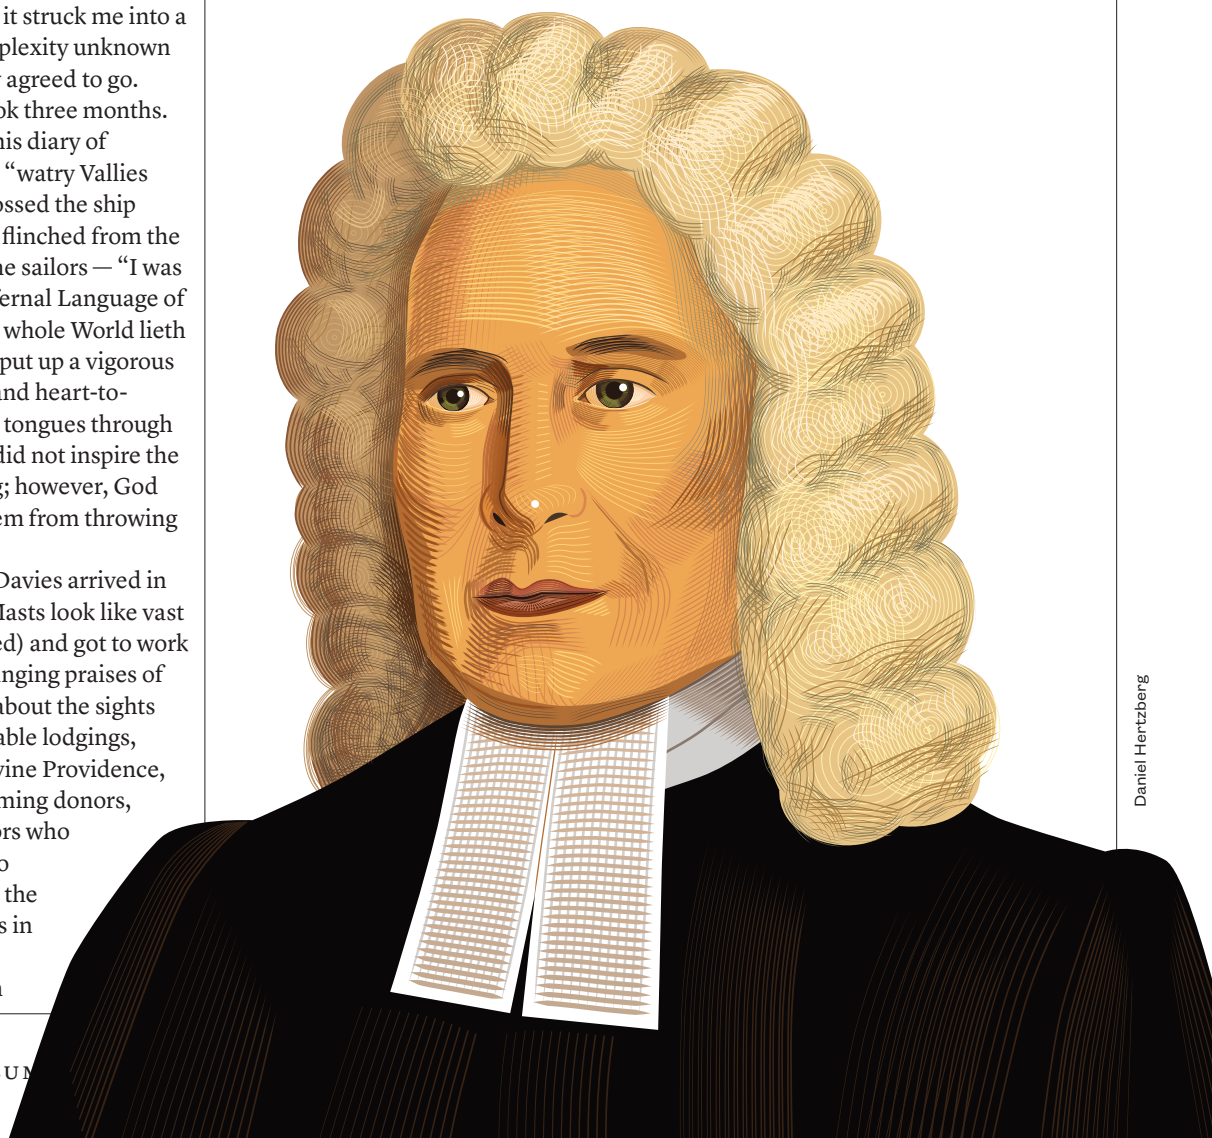 it struck me into a
plexity unknown
agreed to go.
ok three months.
his diary of
“watry Vallies
ossed the ship
flinched from the
he sailors — “I was
fernal Language of
whole World lieth
put up a vigorous
and heart-to-
tongues through
did not inspire the
g; however, God
em from throwing
Davies arrived in
Masts look like vast
ed) and got to work
nging praises of
about the sights
able lodgings,
vine Providence,
ming donors,
ors who
o
the
s in
Daniel Hertzberg